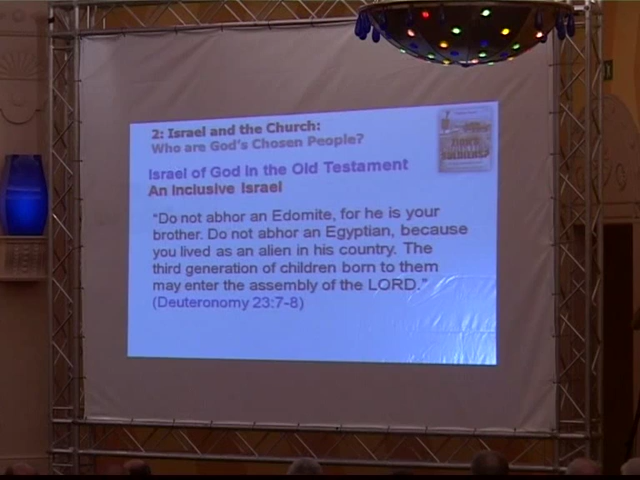 2: Israel and the Church:
Who are God's Chosen People?
Israel of God in the Old Testament
An Inclusive Israel
"Do not abhor an Edomite, for he is your
brother. Do not abhor an Egyptian, because
you lived as an alien in his country. The
third generation of children born to them
may enter the assembly of the LORD."
(Deuteronomy 23:7-8)
SOLDIERS?